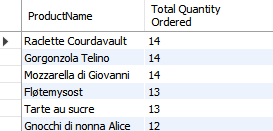 ProductName Total Quantity Ordered
Raclette Courdavault 14
Gorgonzola Telino 14
Mozzarella di Giovanni 14
Fløtemysost 13
Tarte au sucre 13
Gnocchi di nonna Alice 12